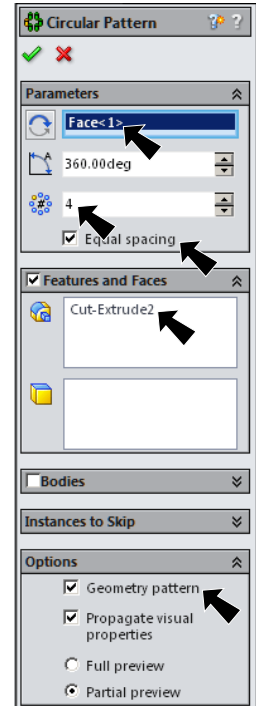 Circular Pattern
Parameters
Face<1>
360.00deg
4
Equal spacing
Features and Faces
Cut-Extrude2
Bodies
Instances to Skip
Options
Geometry pattern
Propagate visual
properties
Full preview
Partial preview